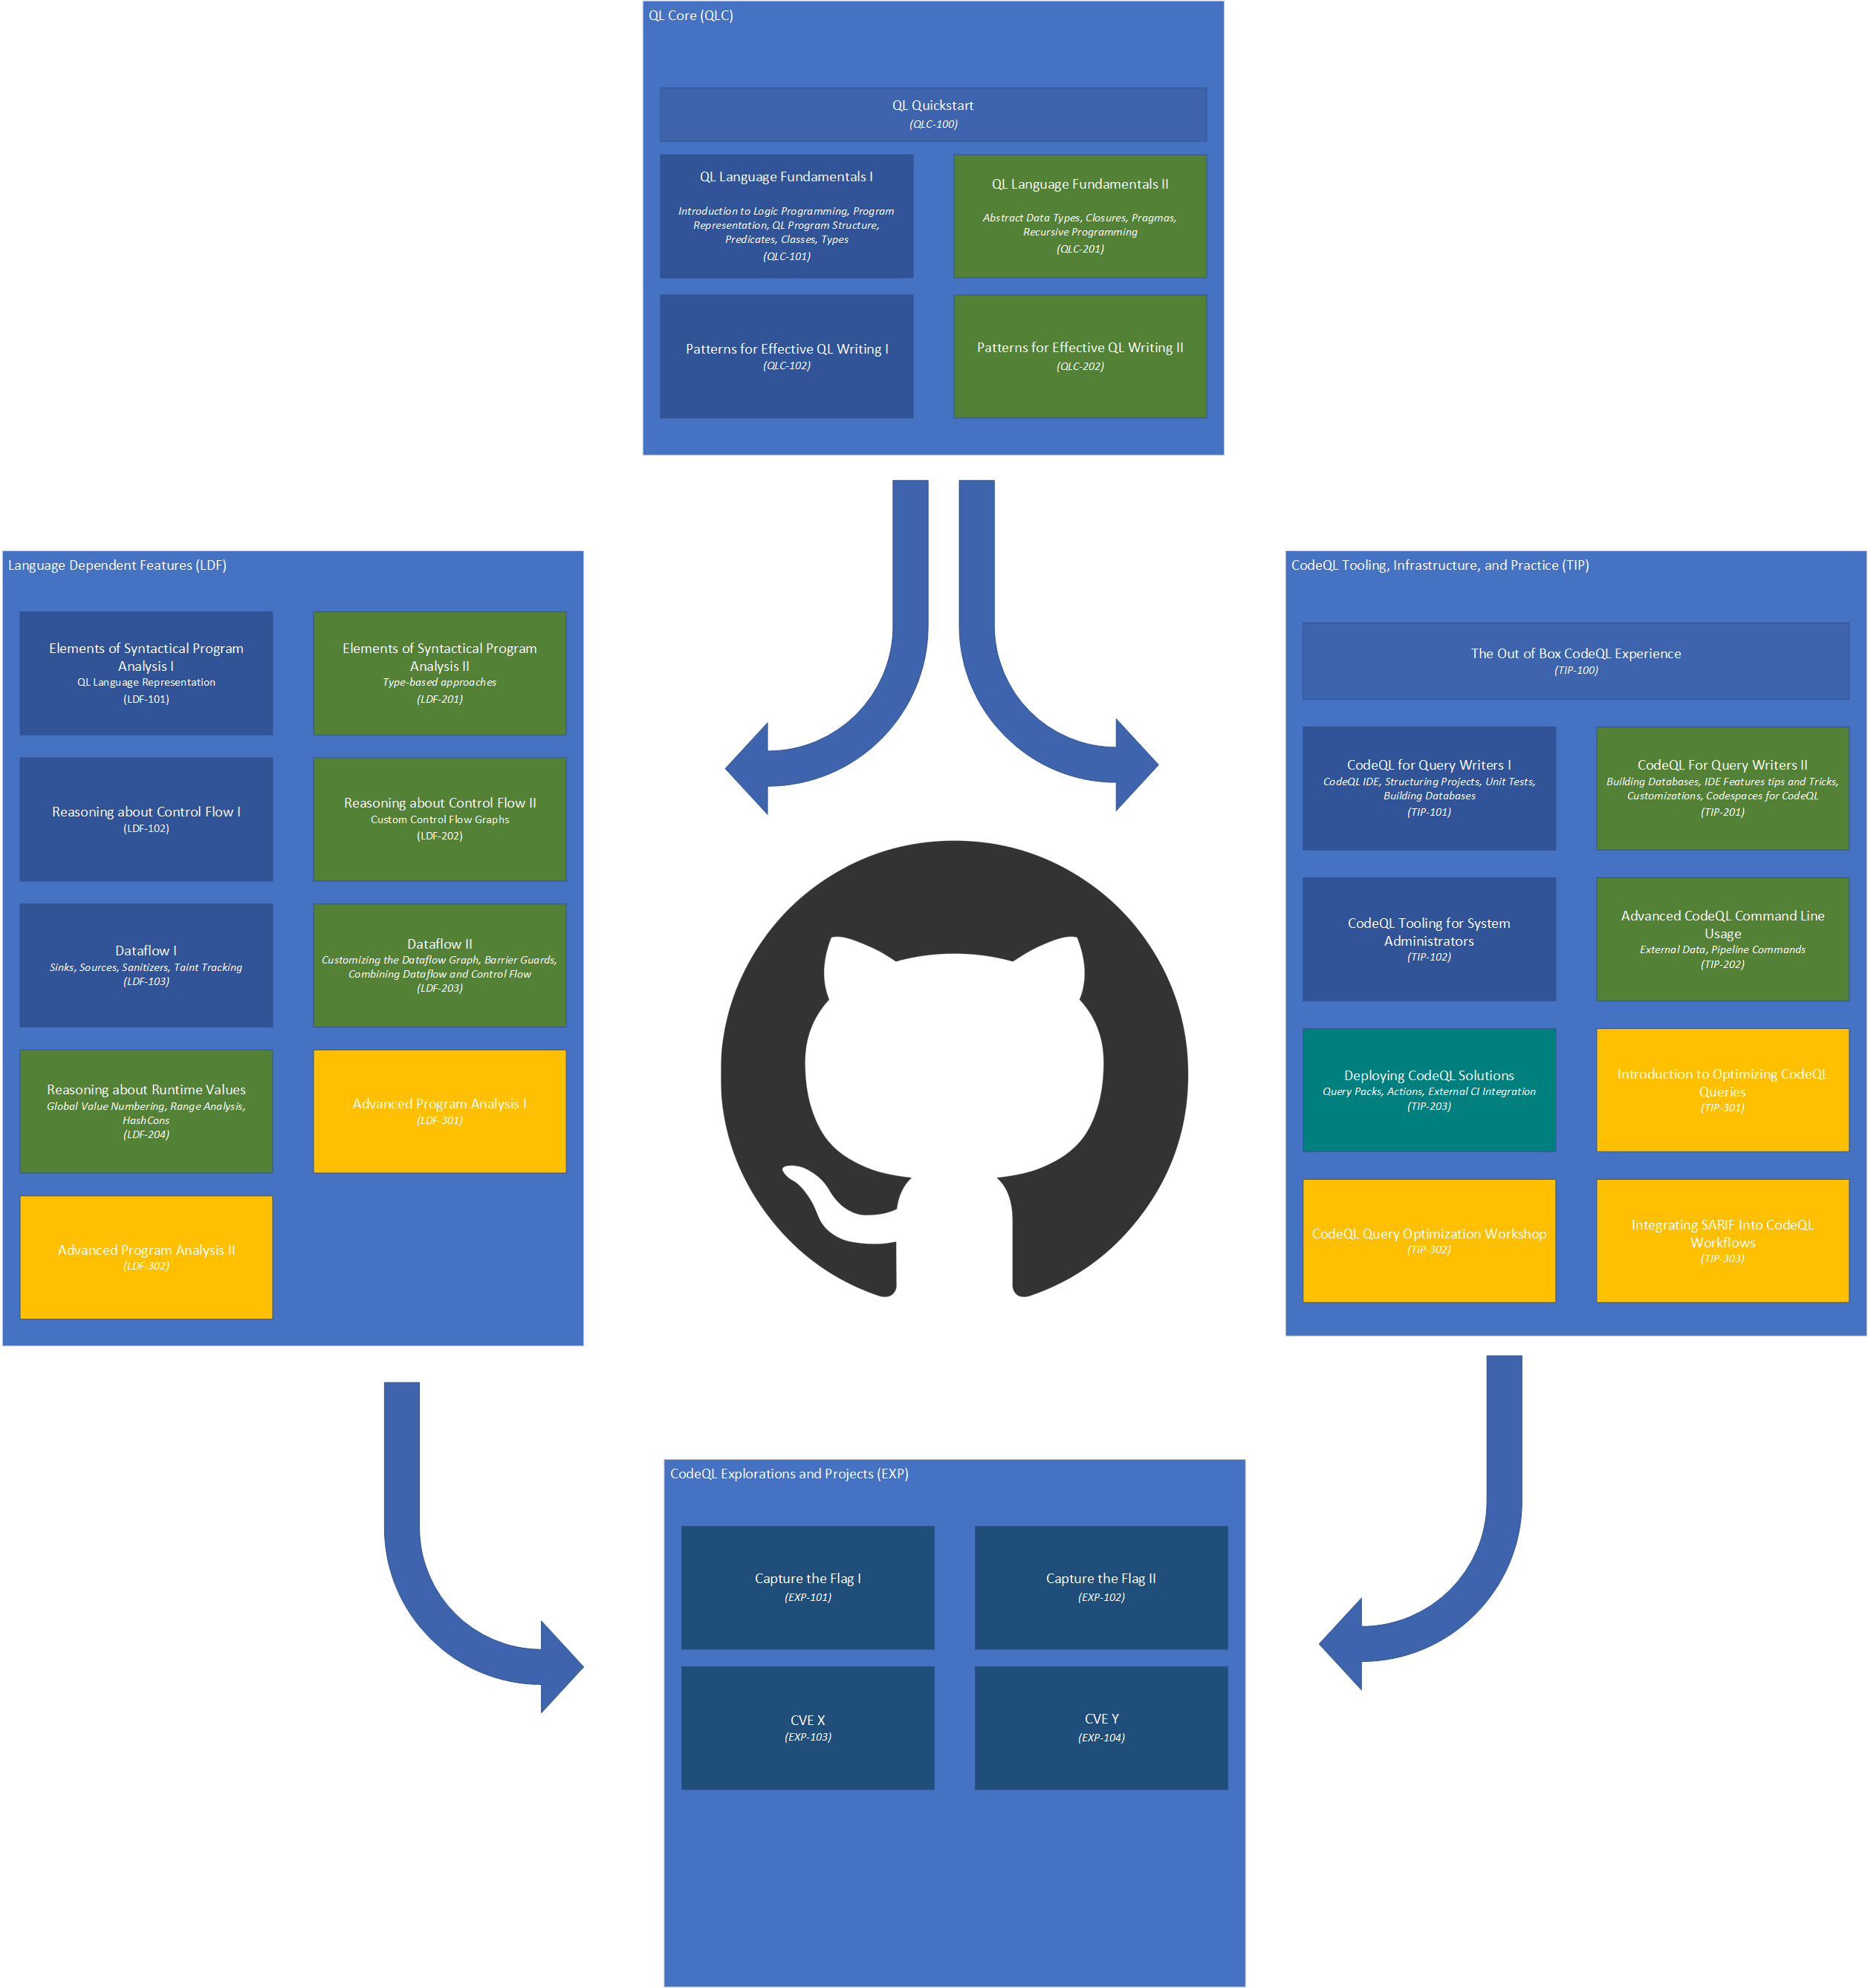 QL Core (QLC)
QL Quickstart
(QLC-100)
QL Language Fundamentals I
Introduction to Logic Programming, Program
Representation, QL Program Structure,
Predicates, Classes, Types
(QLC-101)
QL Language Fundamentals II
Abstract Data Types, Closures, Pragmas,
Recursive Programming
(QLC-201)
Patterns for Effective QL Writing I
(QLC-102)
Patterns for Effective QL Writing II
(QLC-202)
Language Dependent Features (LDF)
Elements of Syntactical Program
Analysis I
QL Language Representation
(LDF-101)
Elements of Syntactical Program
Analysis II
Type-based approaches
(LDF-201)
Reasoning about Control Flow I
(LDF-102)
Reasoning about Control Flow II
Custom Control Flow Graphs
(LDF-202)
Dataflow I
Sinks, Sources, Sanitizers, Taint Tracking
(LDF-103)
Dataflow II
Customizing the Dataflow Graph, Barrier Guards,
Combining Dataflow and Control Flow
(LDF-203)
Reasoning about Runtime Values
Global Value Numbering, Range Analysis,
HashCons
(LDF-204)
Advanced Program Analysis I
(LDF-301)
Advanced Program Analysis II
(LDF-302)
CodeQL Tooling, Infrastructure, and Practice (TIP)
The Out of Box CodeQL Experience
(TIP-100)
CodeQL for Query Writers I
CodeQL IDE, Structuring Projects, Unit Tests,
Building Databases
(TIP-101)
CodeQL For Query Writers II
Building Databases, IDE Features tips and Tricks,
Customizations, Codespaces for CodeQL
(TIP-201)
CodeQL Tooling for System
Administrators
(TIP-102)
Advanced CodeQL Command Line
Usage
External Data, Pipeline Commands
(TIP-202)
Deploying CodeQL Solutions
Query Packs, Actions, External CI Integration
(TIP-203)
Introduction to Optimizing CodeQL
Queries
(TIP-301)
CodeQL Query Optimization Workshop
(TIP-302)
Integrating SARIF Into CodeQL
Workflows
(TIP-303)
CodeQL Explorations and Projects (EXP)
Capture the Flag I
(EXP-101)
Capture the Flag II
(EXP-102)
CVE X
(EXP-103)
CVE Y
(EXP-104)